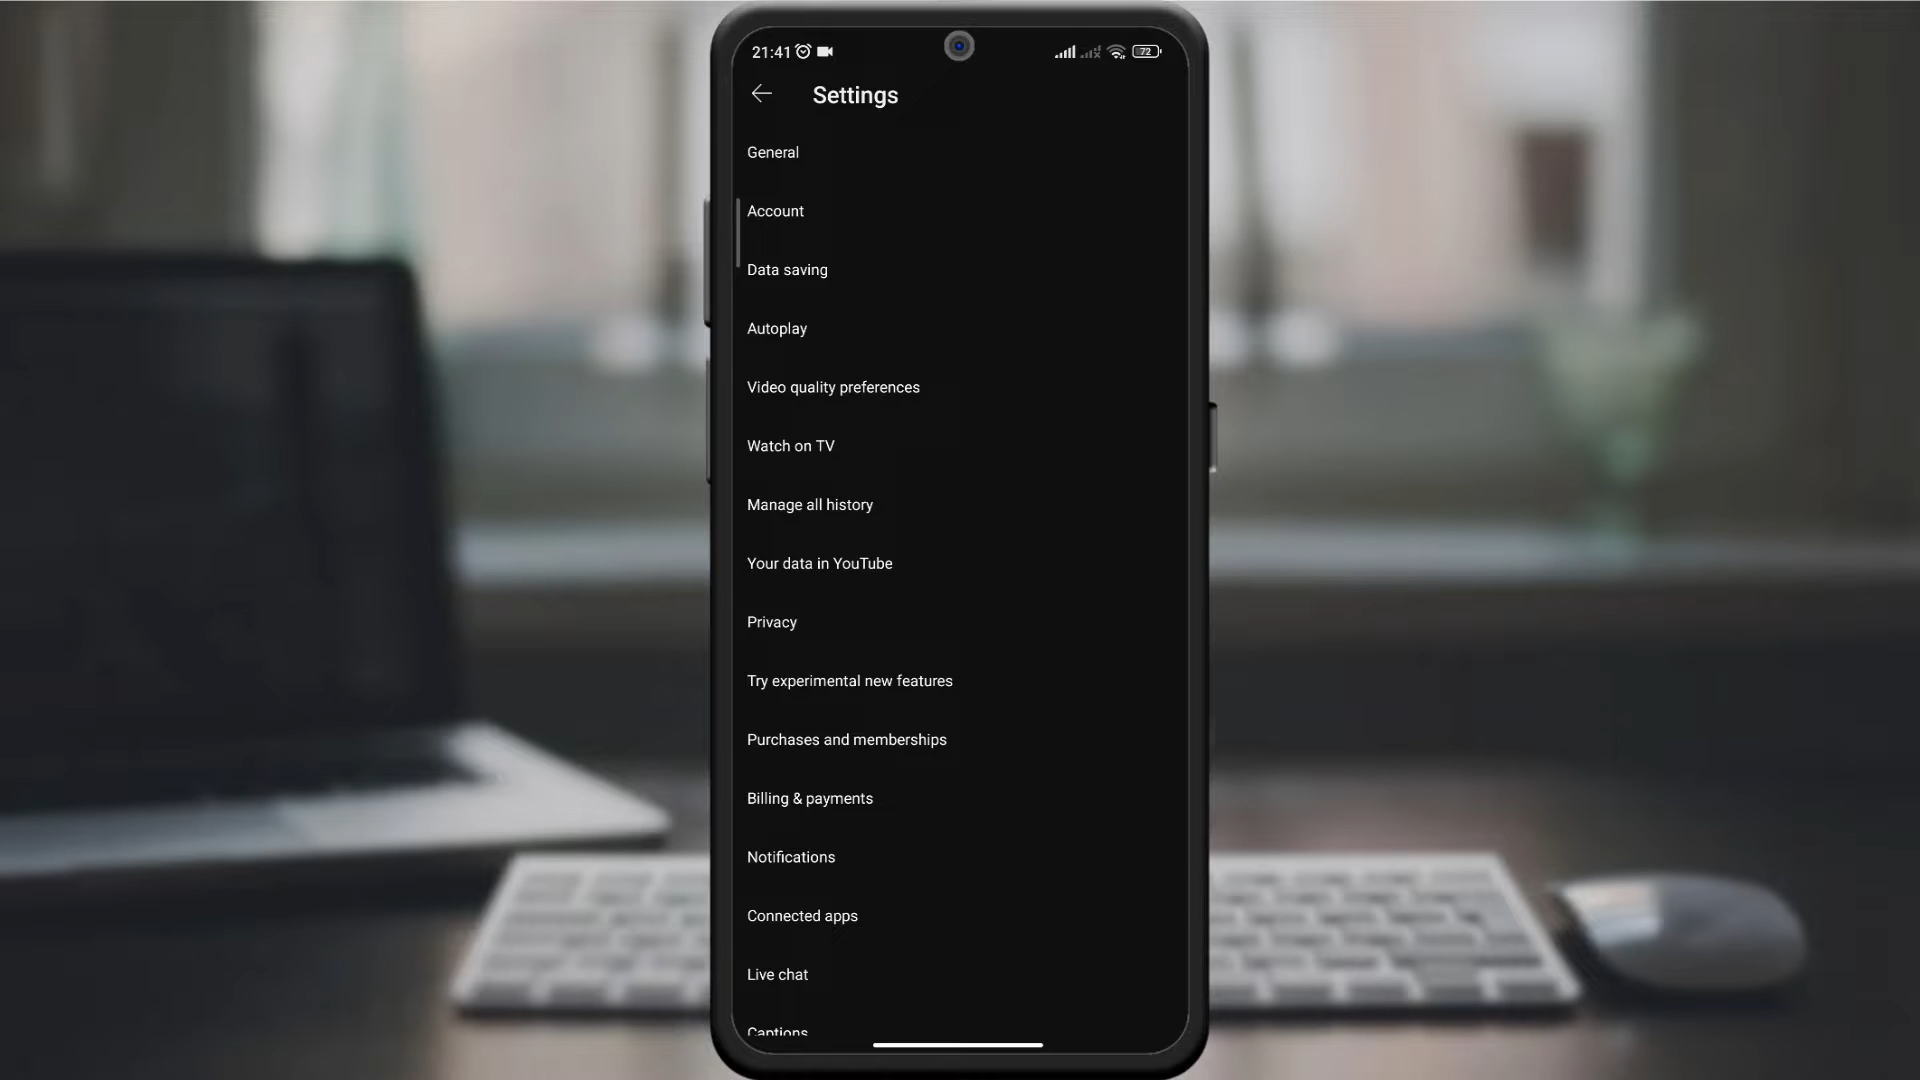 21:41
72
Settings
General
Account
Data saving
Autoplay
Video quality preferences
Watch on TV
Manage all history
Your data in YouTube
Privacy
Try experimental new features
Purchases and memberships
Billing & payments
Notifications
Connected apps
Live chat
Captions